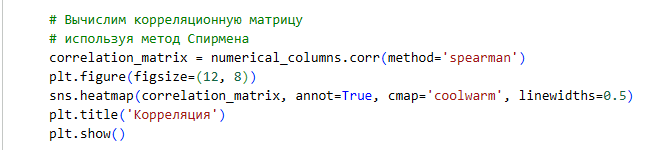 # Вычислим корреляционную матрицу
# используя метод Спирмена
correlation_matrix = numerical_columns.corr(method='spearman')
plt.figure(figsize=(12, 8))
sns.heatmap(correlation_matrix, annot=True, cmap='coolwarm', linewidths=0.5)
plt.title('Корреляция')
plt.show()